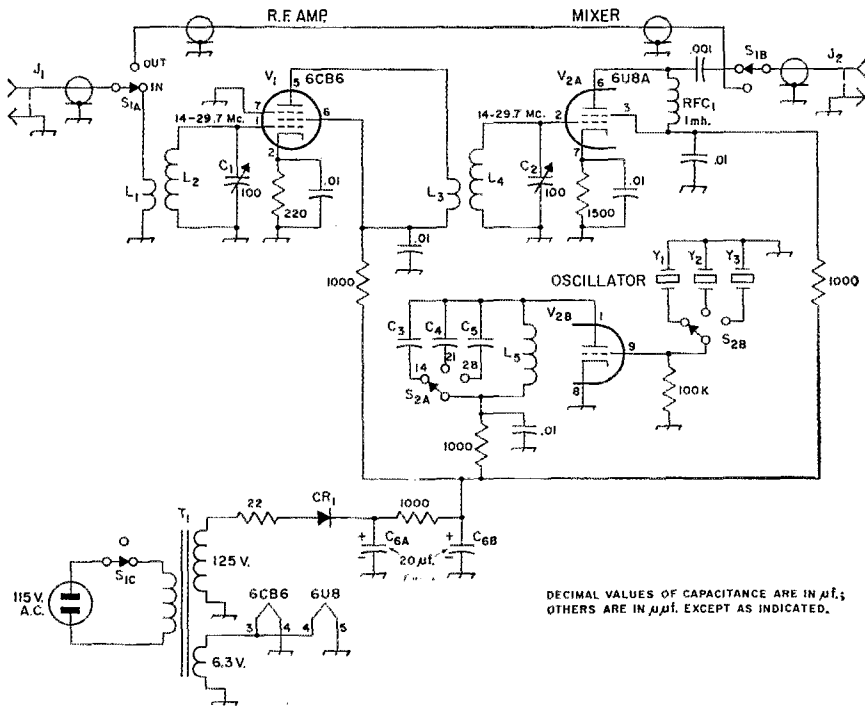 R.F. AMP. MIXER
OUT
J1
IN
S1A
V1 6CB6
5
7
1
6
2
14-29.7 Mc.
L1
L2
C1
100
220
.01
.01
1000
L3
L4
14-29.7 Mc.
C2
100
V2A 6U8A
6
2
3
7
1500
.01
.001
S1B
J2
RFC1
1mh.
.01
1000
Y1 Y2 Y3
OSCILLATOR
S2B
100K
V2B
1
9
8
C3 C4 C5
14 21 28
S2A
L5
1000
.01
22
CR1
1000
C6A
20 µf.
C6B
T1
S1C
115 V.
A.C.
125 V.
6.3 V.
6CB6 6U8
3 4 4 5
DECIMAL VALUES OF CAPACITANCE ARE IN µf.;
OTHERS ARE IN µµf. EXCEPT AS INDICATED.